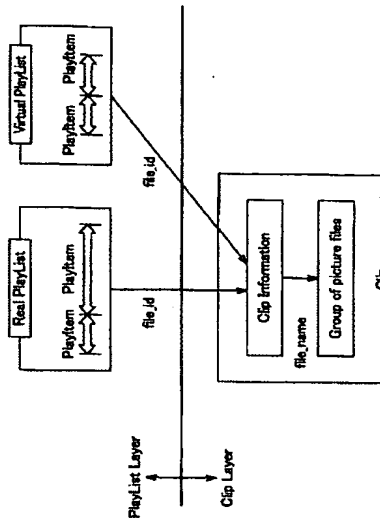 Real PlayList
PlayItem PlayItem
Virtual PlayList
PlayItem PlayItem
file_id
file_id
PlayList Layer
Clip Layer
Clip Information
file_name
Group of picture files